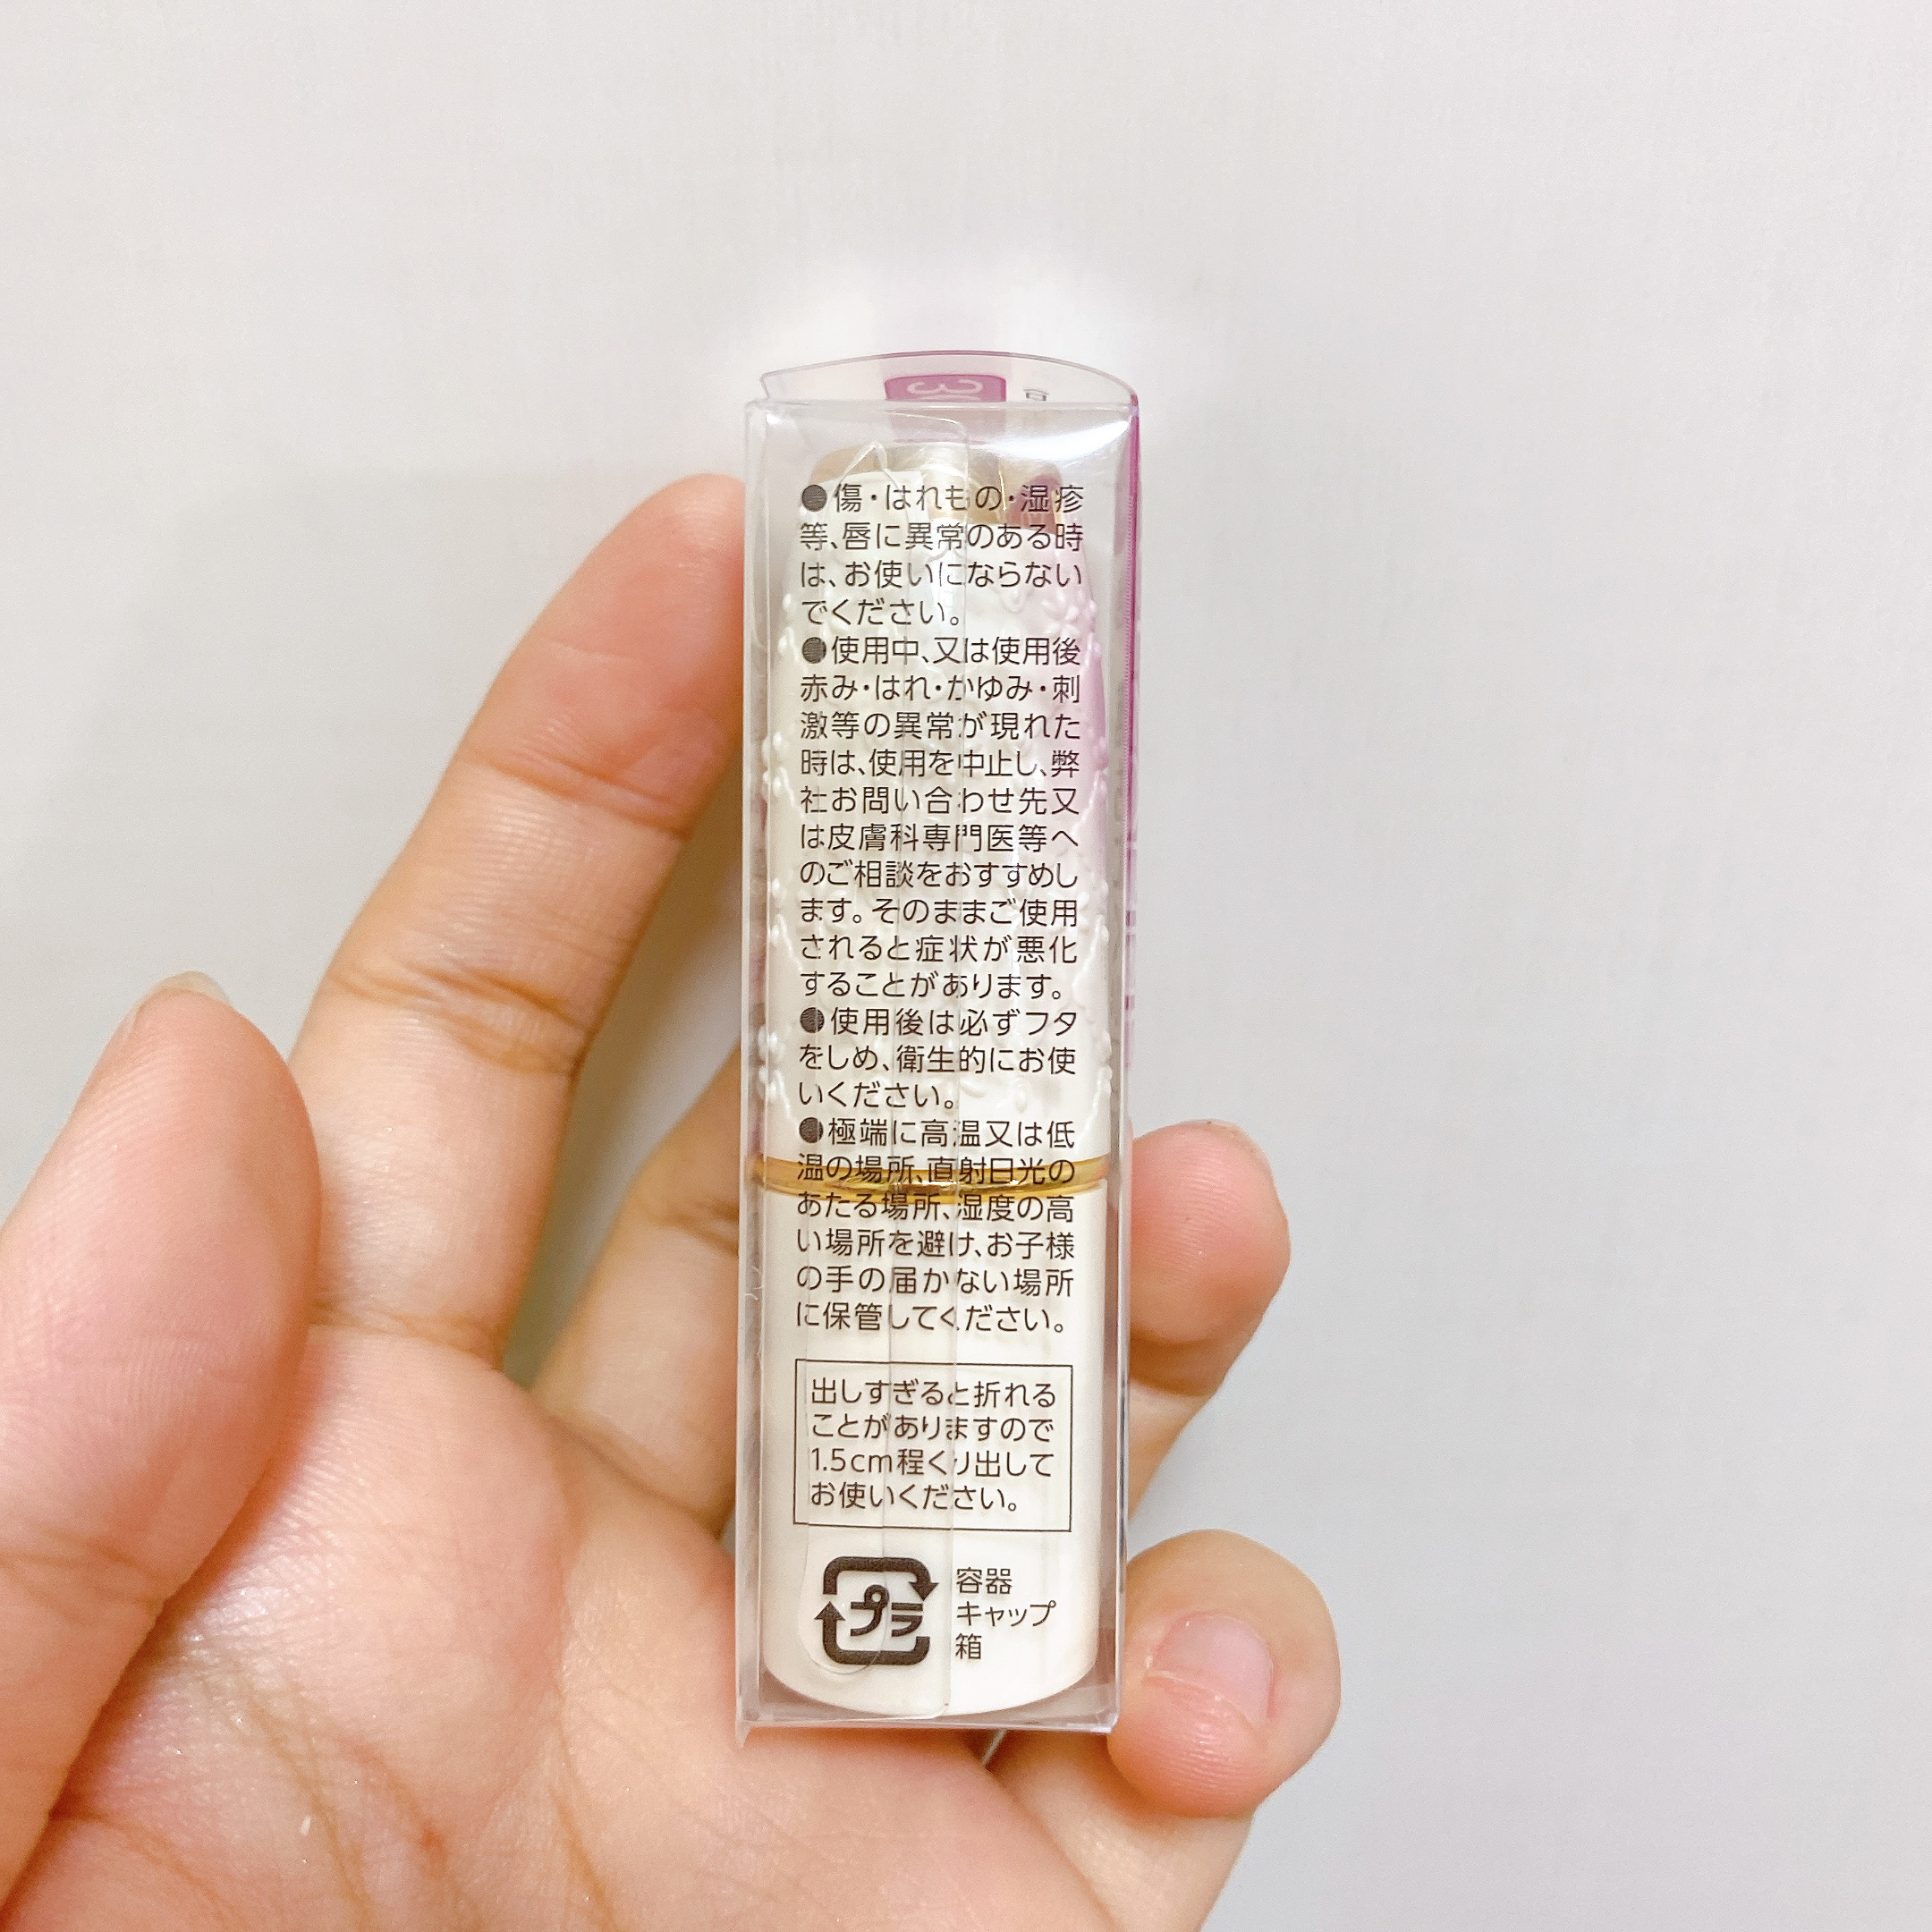 ●傷・はれもの・湿疹
等、唇に異常のある時
は、お使いにならない
でください。
●使用中、又は使用後
赤み・はれ・かゆみ・刺
激等の異常が現れた
時は、使用を中止し、弊
社お問い合わせ先又
は皮膚科専門医等へ
のご相談をおすすめし
ます。そのままご使用
されると症状が悪化
することがあります。
●使用後は必ずフタ
をしめ、衛生的にお使
いください。
●極端に高温又は低
温の場所、直射日光の
あたる場所、湿度の高
い場所を避け、お子様
の手の届かない場所
に保管してください。
出しすぎると折れる
ことがありますので
1.5cm程くり出して
お使いください。
プラ
容器
キャップ
箱